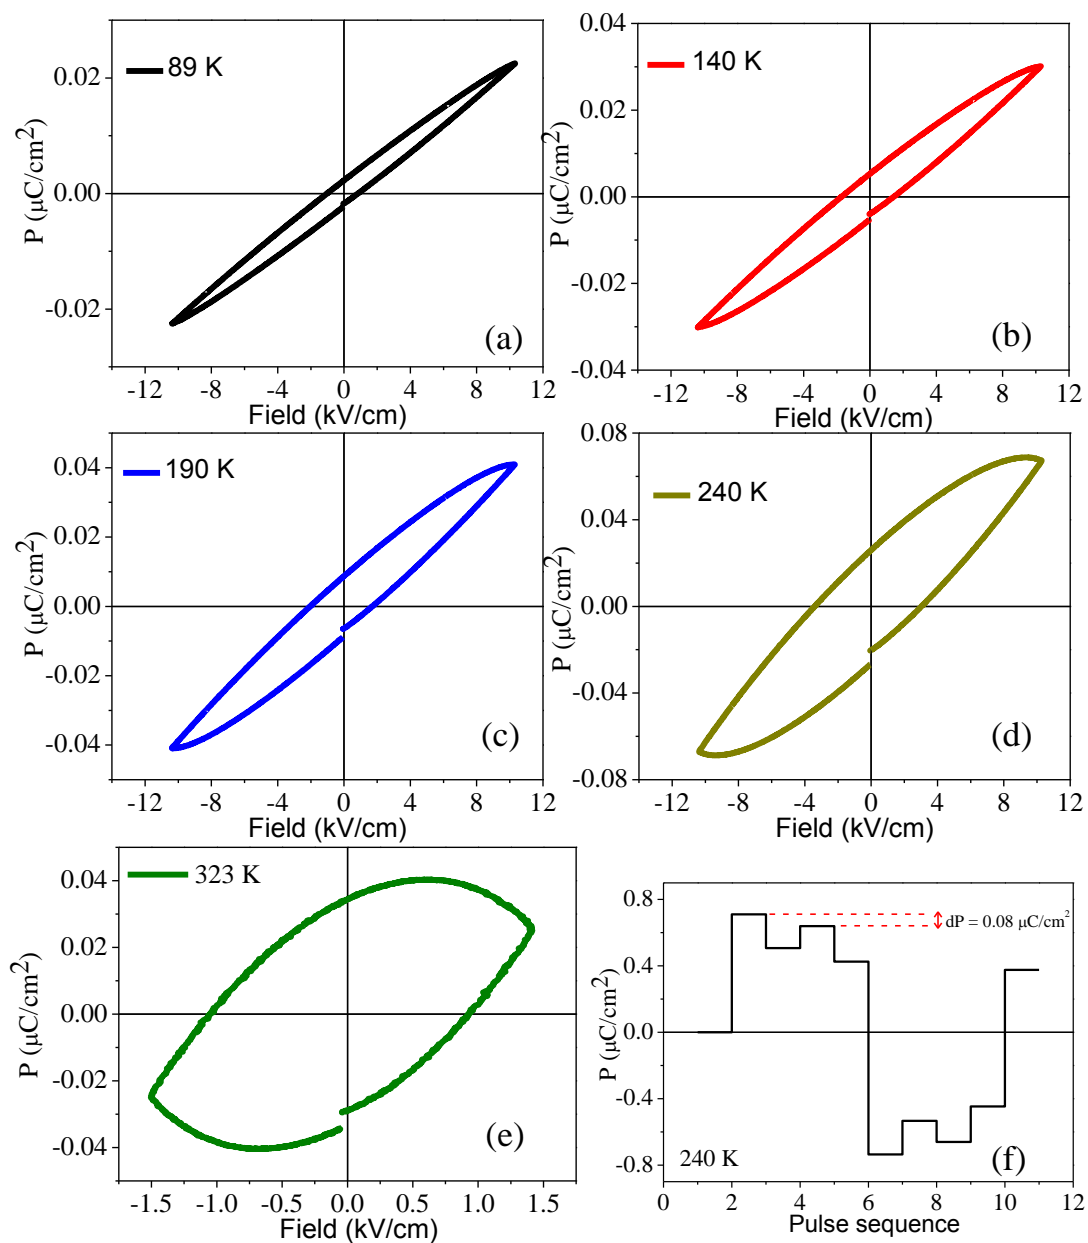 89 K
P (μC/cm²)
0.02
0.00
-0.02
(a)
-12 -8 -4 0 4 8 12
Field (kV/cm)
140 K
P (μC/cm²)
0.04
0.02
0.00
-0.02
-0.04
(b)
-12 -8 -4 0 4 8 12
Field (kV/cm)
190 K
P (μC/cm²)
0.04
0.02
0.00
-0.02
-0.04
(c)
-12 -8 -4 0 4 8 12
Field (kV/cm)
240 K
P (μC/cm²)
0.08
0.04
0.00
-0.04
-0.08
(d)
-12 -8 -4 0 4 8 12
Field (kV/cm)
323 K
P (μC/cm²)
0.04
0.02
0.00
-0.02
-0.04
(e)
-1.5 -1.0 -0.5 0.0 0.5 1.0 1.5
Field (kV/cm)
P (μC/cm²)
0.8
0.4
0.0
-0.4
-0.8
dP = 0.08 μC/cm²
240 K
(f)
0 2 4 6 8 10 12
Pulse sequence